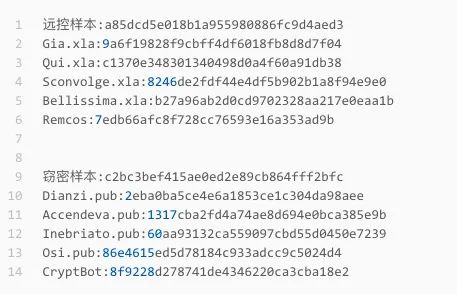 1 远控样本:a85dcd5e018b1a955980886fc9d4aed3
2 Gia.xla:9a6f19828f9cbff4df6018fb8d8d7f04
3 Qui.xla:c1370e348301340498d0a4f60a91db38
4 Sconvolge.xla:8246de2fdf44e4df5b902b1a8f94e9e0
5 Bellissima.xla:b27a96ab2d0cd9702328aa217e0eaa1b
6 Remcos:7edb66afc8f728cc76593e16a353ad9b
7
8
9 窃密样本:c2bc3bef415ae0ed2e89cb864fff2bfc
10 Dianzi.pub:2eba0ba5ce4e6a1853ce1c304da98aee
11 Accendeva.pub:1317cba2fd4a74ae8d694e0bca385e9b
12 Inebriato.pub:60aa93132ca559097cbd55d0450e7239
13 Osi.pub:86e4615ed5d78184c933adcc9c5024d4
14 CryptBot:8f9228d278741de4346220ca3cba18e2